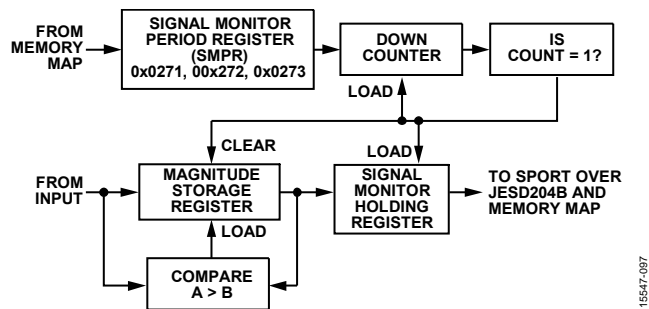 FROM
MEMORY
MAP
SIGNAL MONITOR
PERIOD REGISTER
(SMPR)
0x0271, 00x272, 0x0273
DOWN
COUNTER
IS
COUNT = 1?
LOAD
CLEAR
LOAD
FROM
INPUT
MAGNITUDE
STORAGE
REGISTER
SIGNAL
MONITOR
HOLDING
REGISTER
TO SPORT OVER
JESD204B AND
MEMORY MAP
LOAD
COMPARE
A > B
15547-097